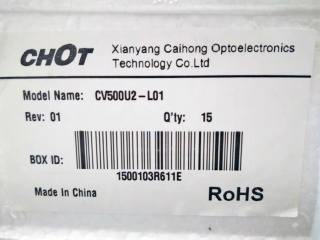 CHOT
Xianyang Caihong Optoelectronics
Technology Co.Ltd
Model Name: CV500U2-L01
Rev: 01 Q'ty: 15
BOX ID:
1500103R611E
Made In China
RoHS